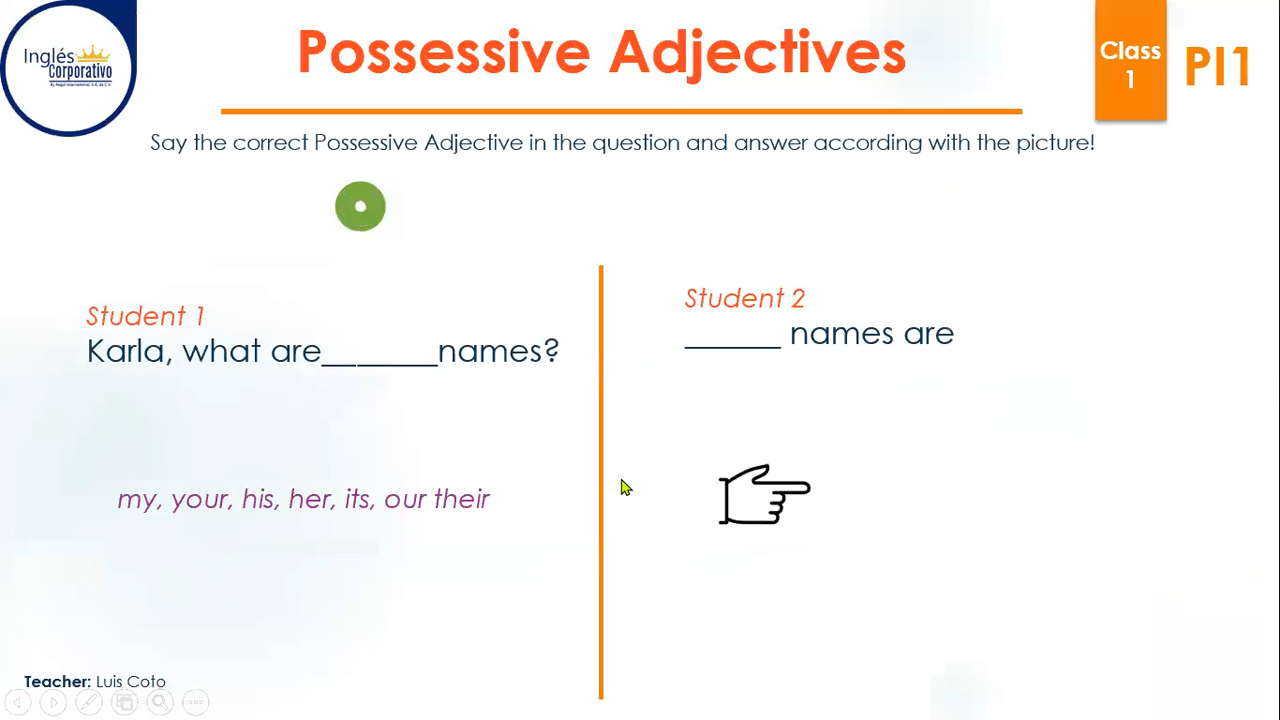 Inglés
Corporativo
Possessive Adjectives
Class
1
PI1
Say the correct Possessive Adjective in the question and answer according with the picture!
Student 1
Karla, what are_______names?
Student 2
______ names are
my, your, his, her, its, our their
Teacher: Luis Coto